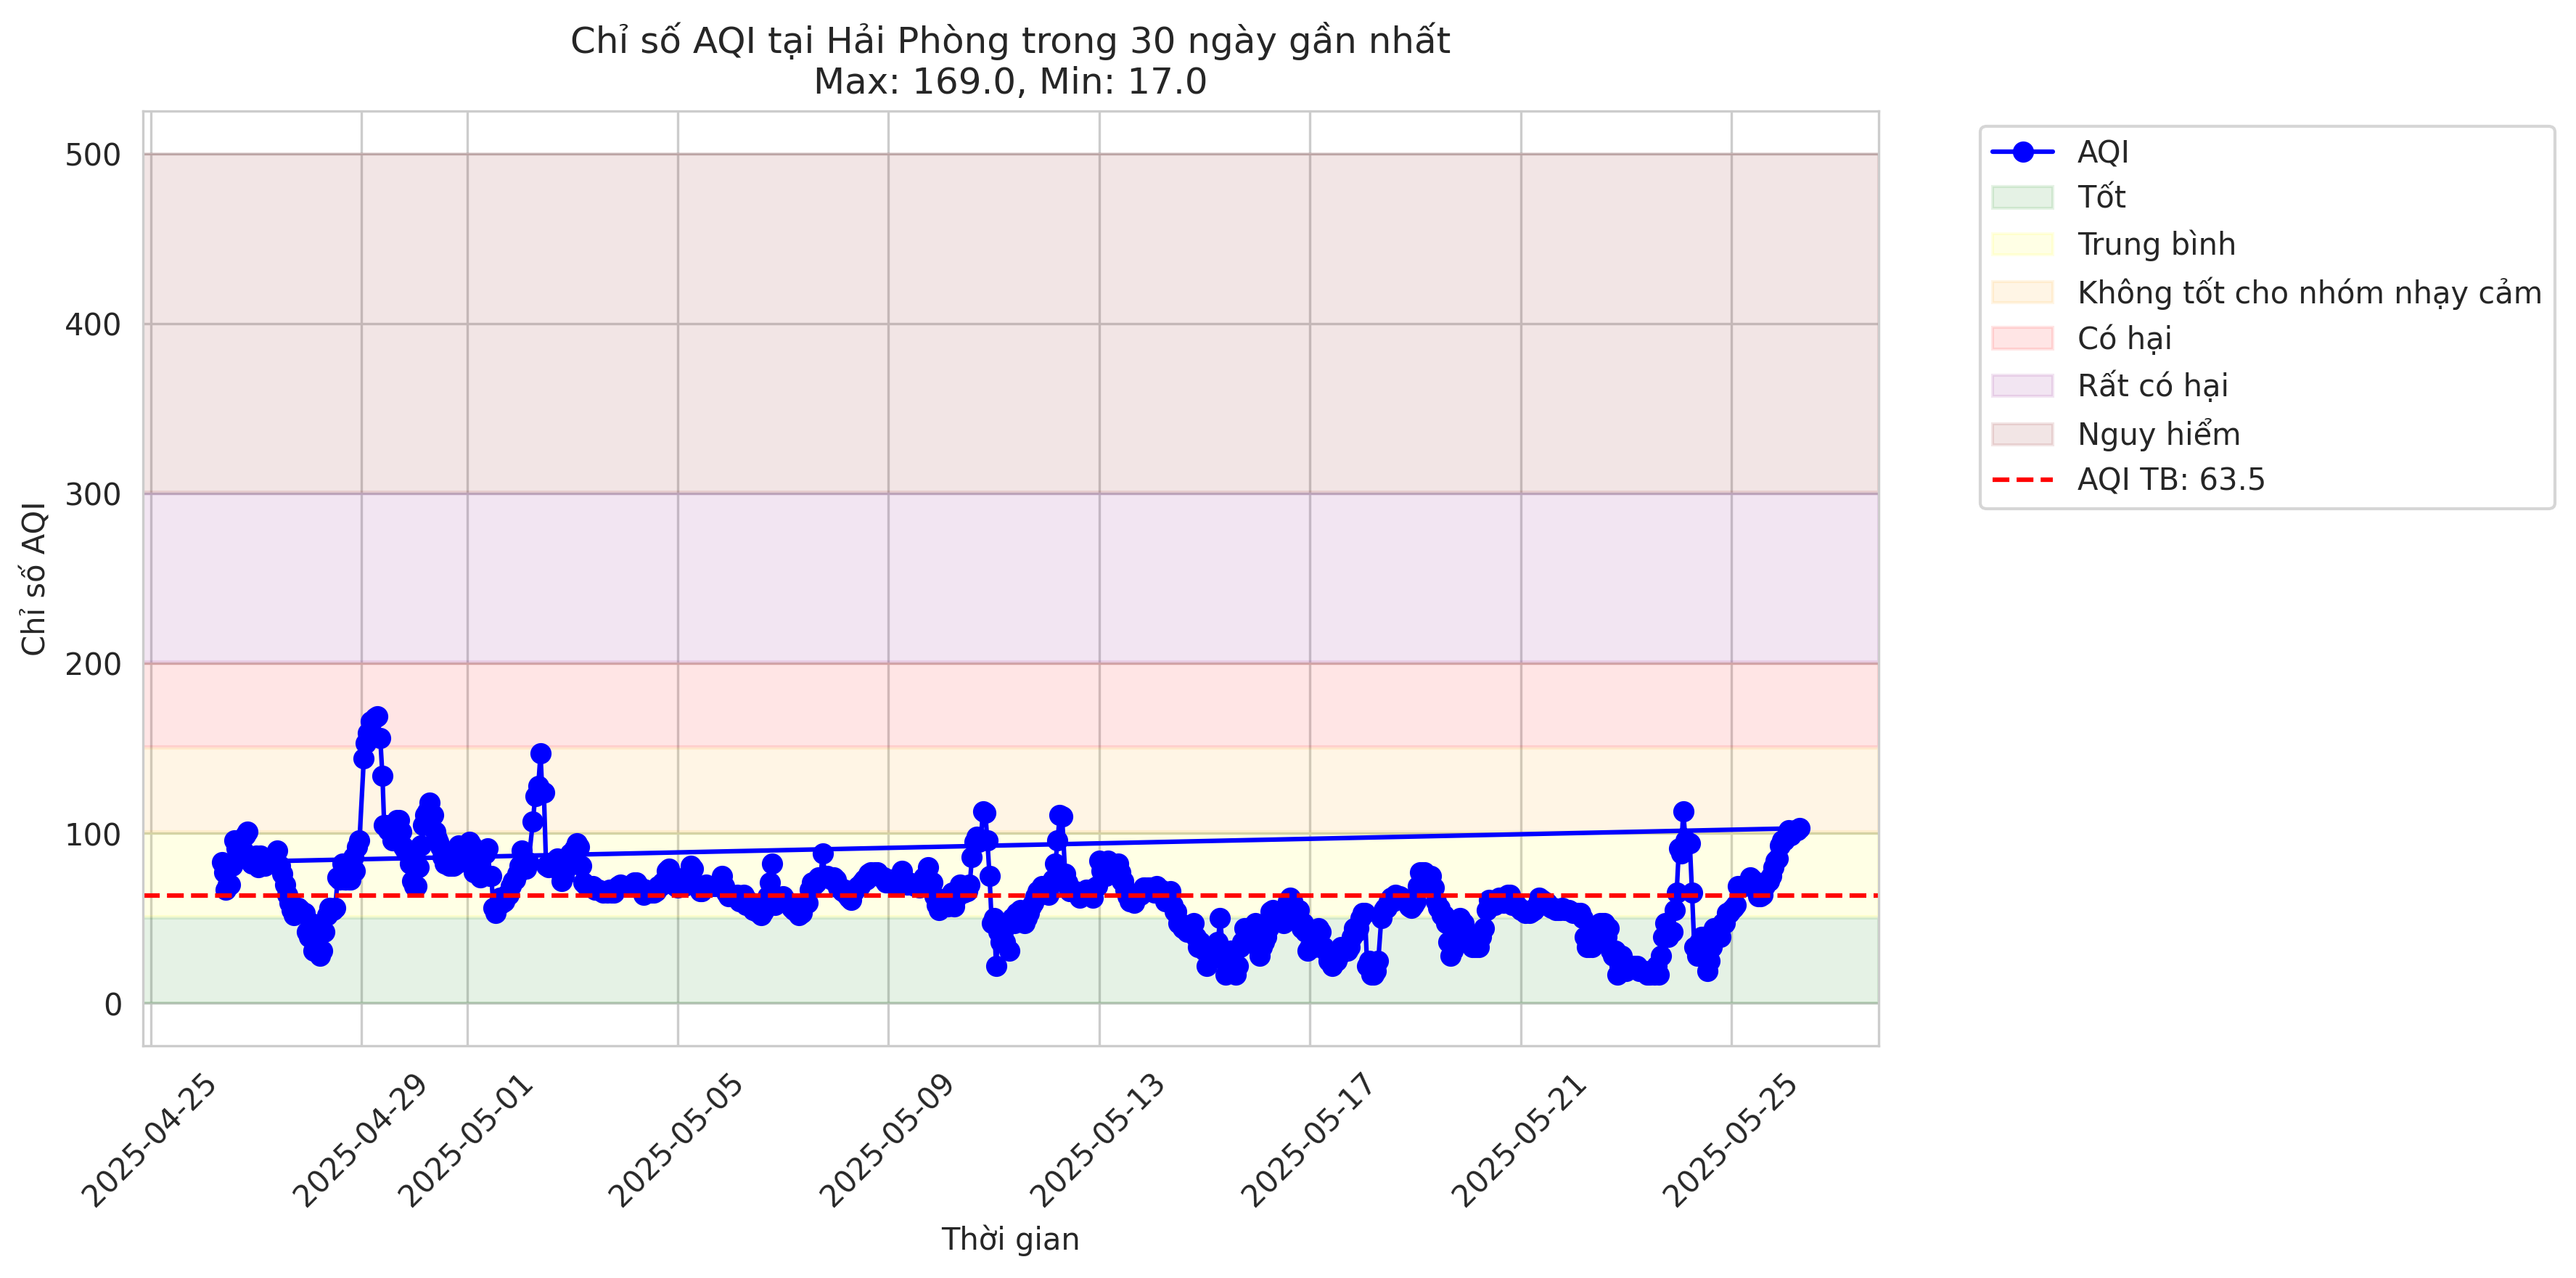 Chỉ số AQI tại Hải Phòng trong 30 ngày gần nhất
Max: 169.0, Min: 17.0
Chỉ số AQI
500
400
300
200
100
0
2025-04-25
2025-04-29
2025-05-01
2025-05-05
2025-05-09
2025-05-13
2025-05-17
2025-05-21
2025-05-25
Thời gian
AQI
Tốt
Trung bình
Không tốt cho nhóm nhạy cảm
Có hại
Rất có hại
Nguy hiểm
AQI TB: 63.5